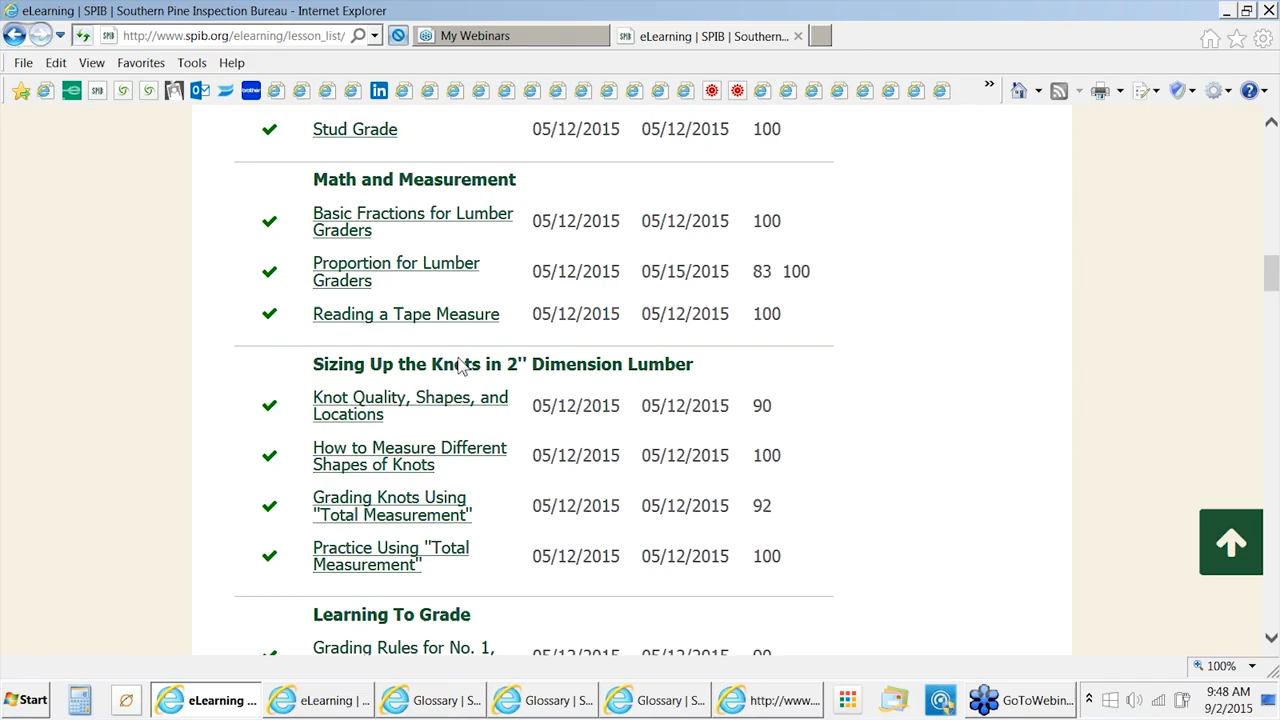 eLearning | SPIB | Southern Pine Inspection Bureau - Internet Explorer
http://www.spib.org/elearning/lesson_list/
My Webinars
eLearning | SPIB | Southern...
File Edit View Favorites Tools Help
Stud Grade 05/12/2015 05/12/2015 100
Math and Measurement
Basic Fractions for Lumber
Graders 05/12/2015 05/12/2015 100
Proportion for Lumber
Graders 05/12/2015 05/15/2015 83 100
Reading a Tape Measure 05/12/2015 05/12/2015 100
Sizing Up the Knots in 2'' Dimension Lumber
Knot Quality, Shapes, and
Locations 05/12/2015 05/12/2015 90
How to Measure Different
Shapes of Knots 05/12/2015 05/12/2015 100
Grading Knots Using
"Total Measurement" 05/12/2015 05/12/2015 92
Practice Using "Total
Measurement" 05/12/2015 05/12/2015 100
Learning To Grade
Grading Rules for No. 1, 05/12/2015 05/12/2015 90
100%
Start
eLearning ...
eLearning | ...
Glossary | S...
Glossary | S...
Glossary | S...
http://www....
GoToWebin...
9:48 AM
9/2/2015